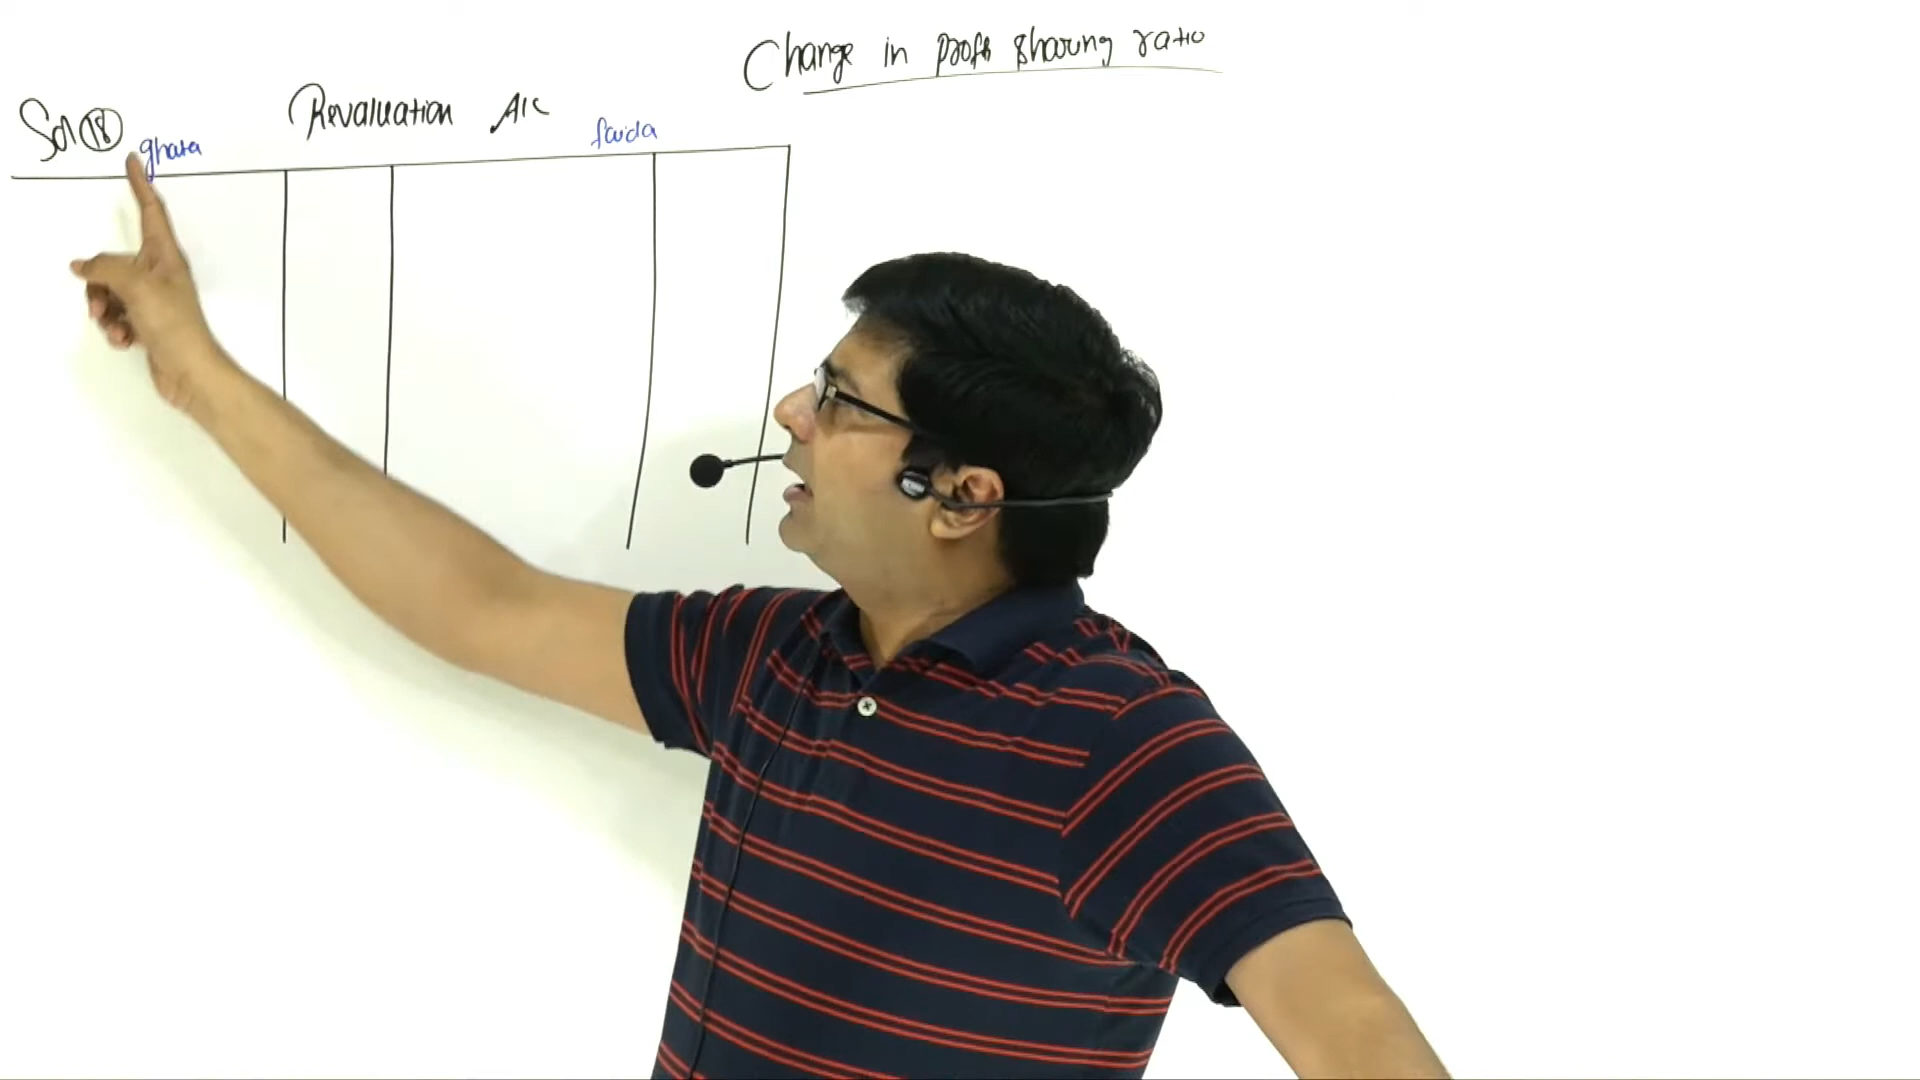 Change in profit sharing ratio
Sol 18 Revaluation A/c
ghata faida